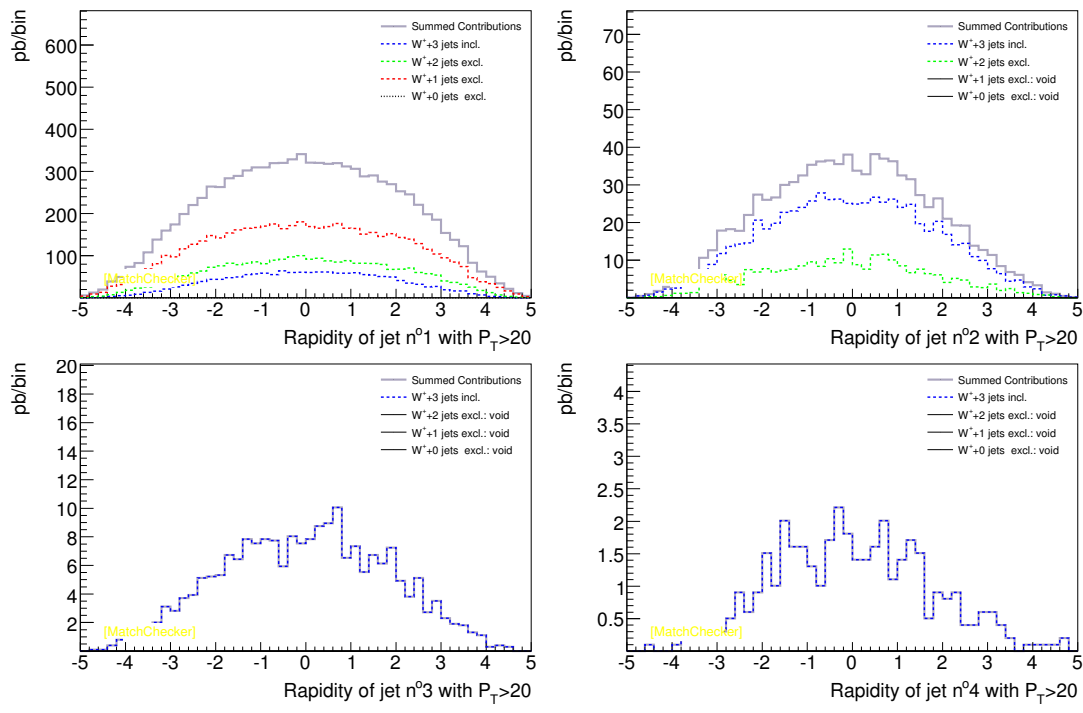 pb/bin
600
500
400
300
200
100
Summed Contributions
W⁺+3 jets incl.
W⁺+2 jets excl.
W⁺+1 jets excl.
W⁺+0 jets excl.
[MatchChecker]
-5 -4 -3 -2 -1 0 1 2 3 4 5
Rapidity of jet nº1 with P_T>20
pb/bin
70
60
50
40
30
20
10
Summed Contributions
W⁺+3 jets incl.
W⁺+2 jets excl.
W⁺+1 jets excl.: void
W⁺+0 jets excl.: void
[MatchChecker]
-5 -4 -3 -2 -1 0 1 2 3 4 5
Rapidity of jet nº2 with P_T>20
pb/bin
20
18
16
14
12
10
8
6
4
2
Summed Contributions
W⁺+3 jets incl.
W⁺+2 jets excl.: void
W⁺+1 jets excl.: void
W⁺+0 jets excl.: void
[MatchChecker]
-5 -4 -3 -2 -1 0 1 2 3 4 5
Rapidity of jet nº3 with P_T>20
pb/bin
4
3.5
3
2.5
2
1.5
1
0.5
Summed Contributions
W⁺+3 jets incl.
W⁺+2 jets excl.: void
W⁺+1 jets excl.: void
W⁺+0 jets excl.: void
[MatchChecker]
-5 -4 -3 -2 -1 0 1 2 3 4 5
Rapidity of jet nº4 with P_T>20